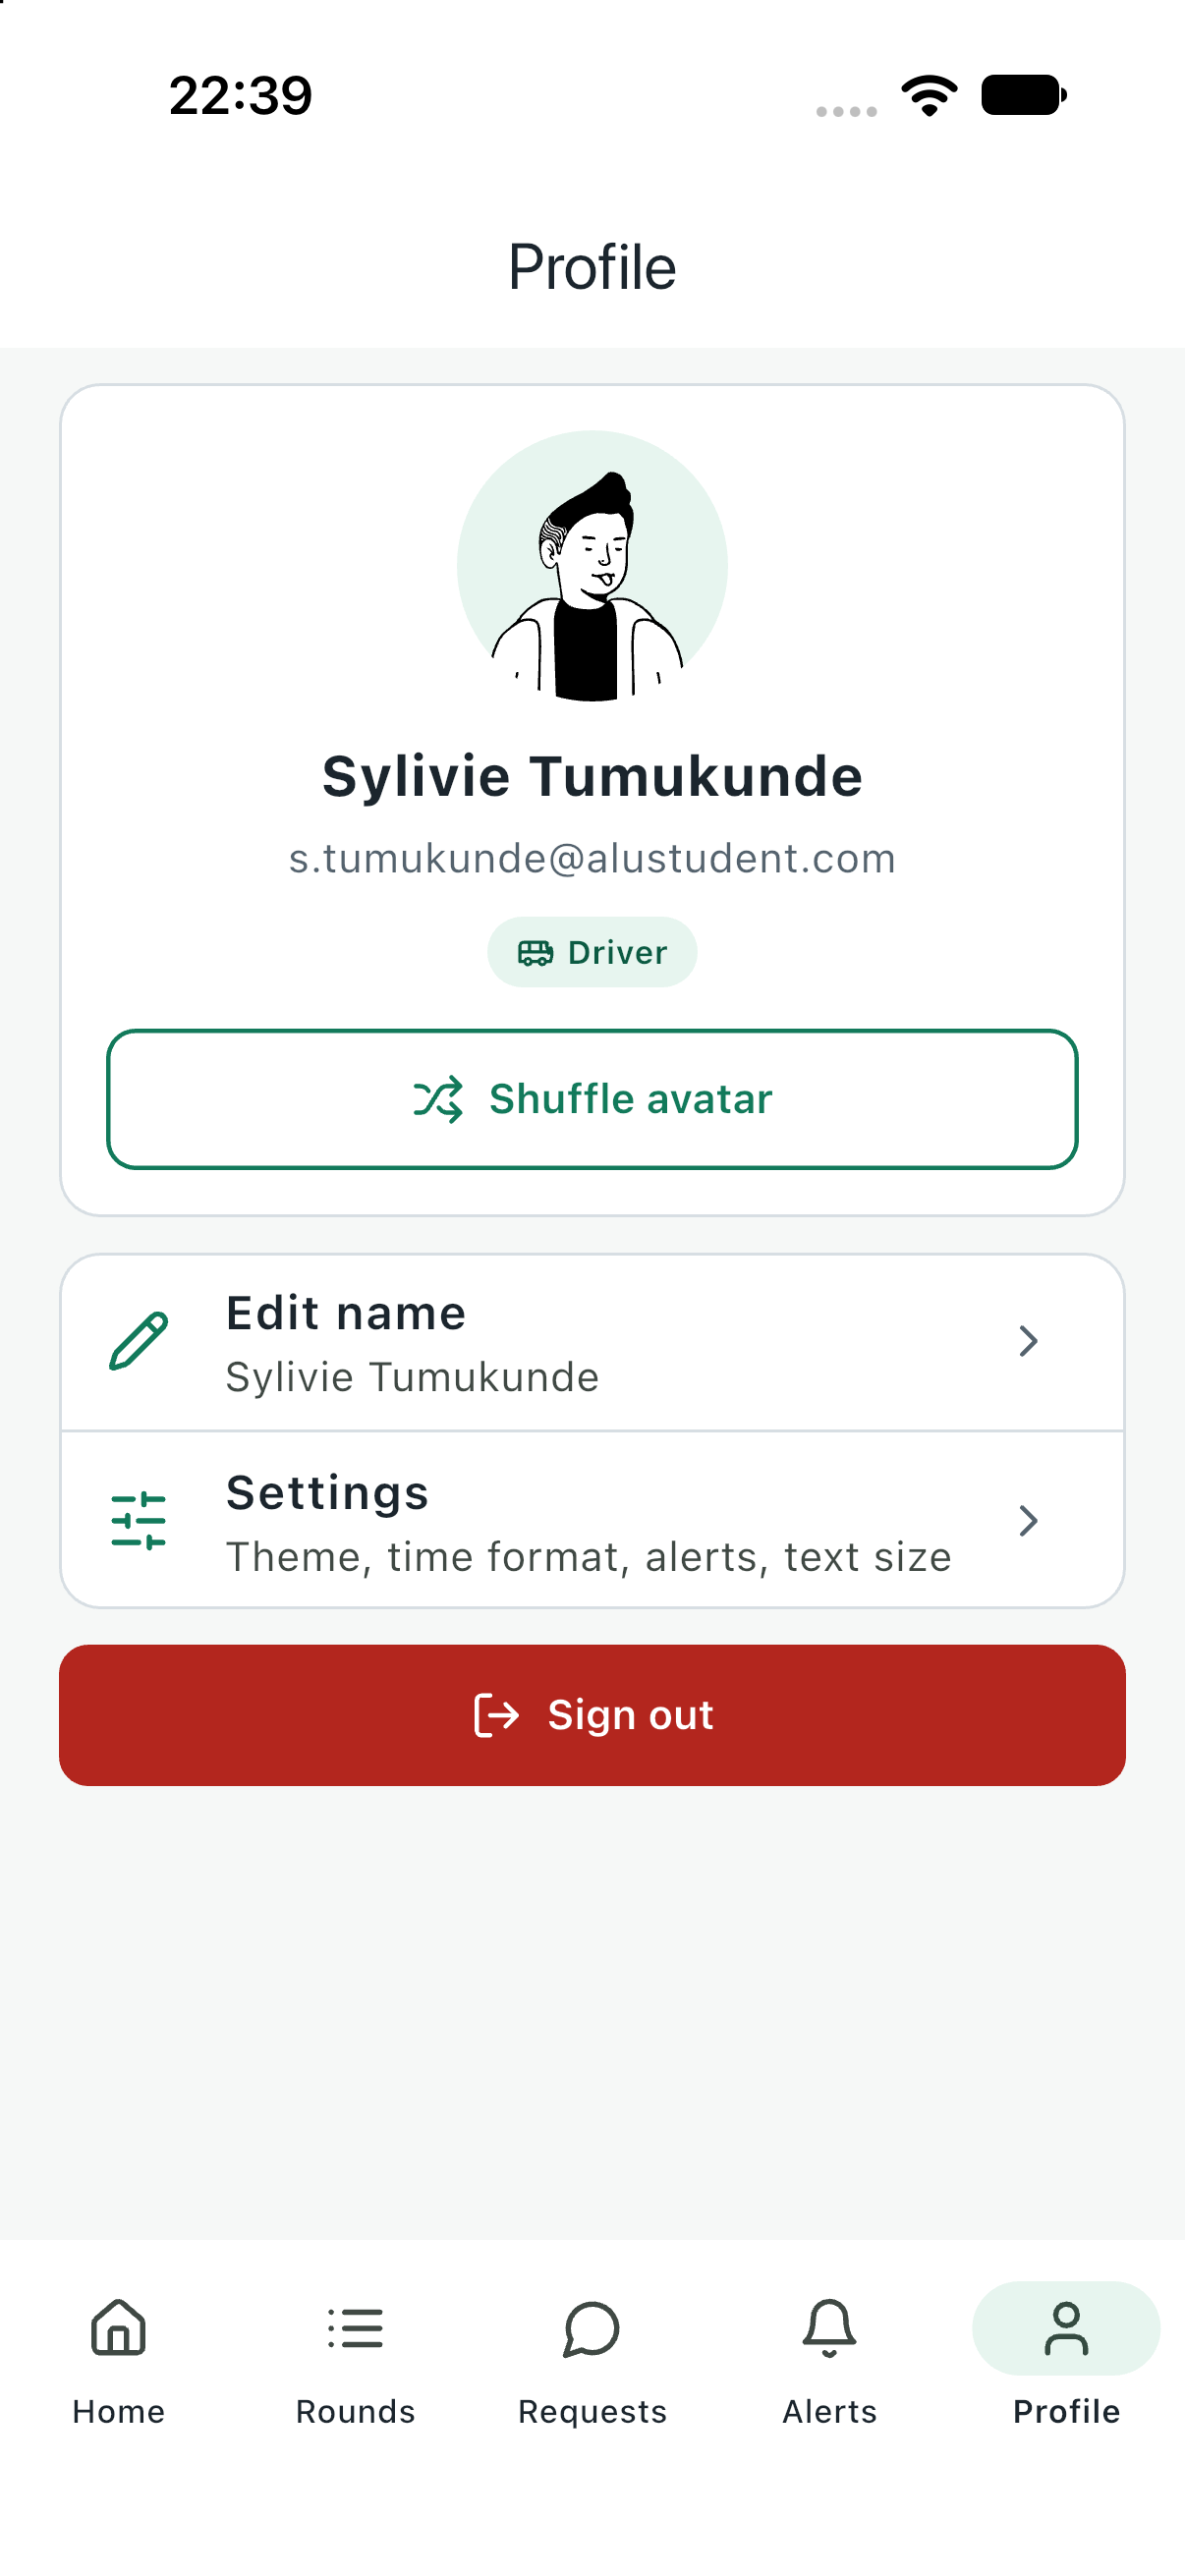 22:39
Profile
Sylivie Tumukunde
s.tumukunde@alustudent.com
Driver
Shuffle avatar
Edit name
Sylivie Tumukunde
Settings
Theme, time format, alerts, text size
Sign out
Home
Rounds
Requests
Alerts
Profile